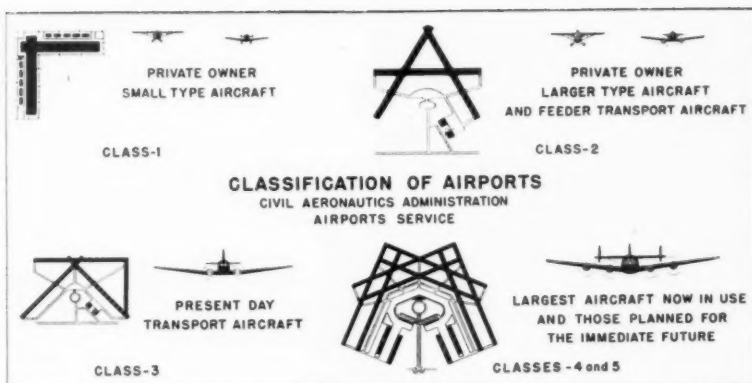 PRIVATE OWNER
SMALL TYPE AIRCRAFT
CLASS-1
PRIVATE OWNER
LARGER TYPE AIRCRAFT
AND FEEDER TRANSPORT AIRCRAFT
CLASS-2
CLASSIFICATION OF AIRPORTS
CIVIL AERONAUTICS ADMINISTRATION
AIRPORTS SERVICE
PRESENT DAY
TRANSPORT AIRCRAFT
CLASS-3
LARGEST AIRCRAFT NOW IN USE
AND THOSE PLANNED FOR
THE IMMEDIATE FUTURE
CLASSES-4 and 5